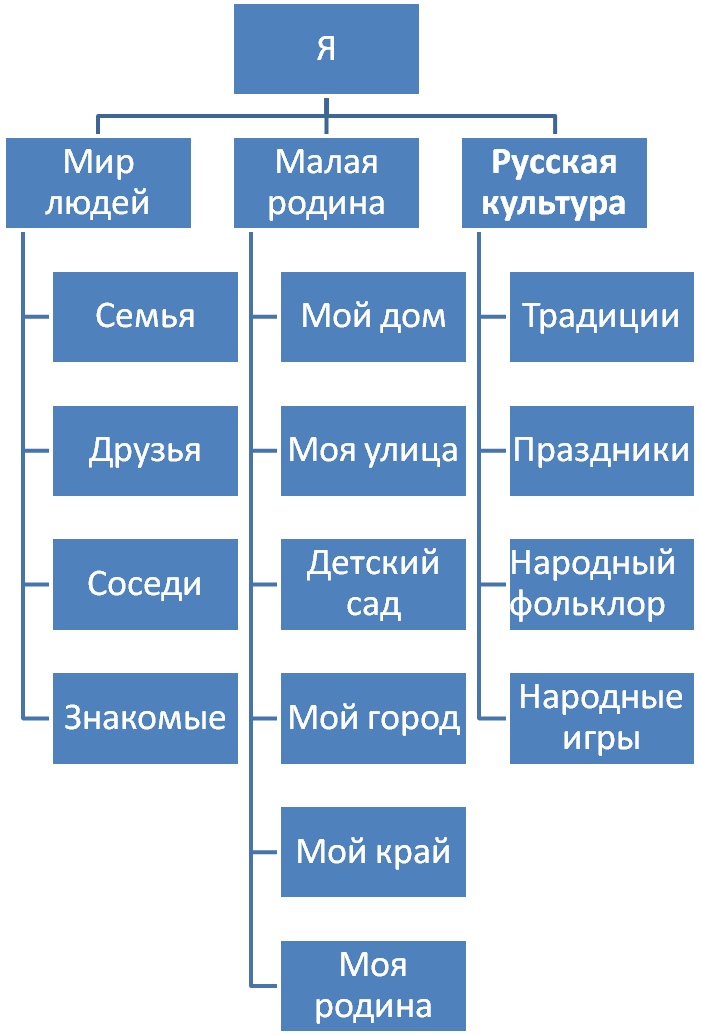 Я
Мир
людей
Семья
Друзья
Соседи
Знакомые
Малая
родина
Мой дом
Моя улица
Детский
сад
Мой город
Мой край
Моя
родина
Русская
культура
Традиции
Праздники
Народный
фольклор
Народные
игры